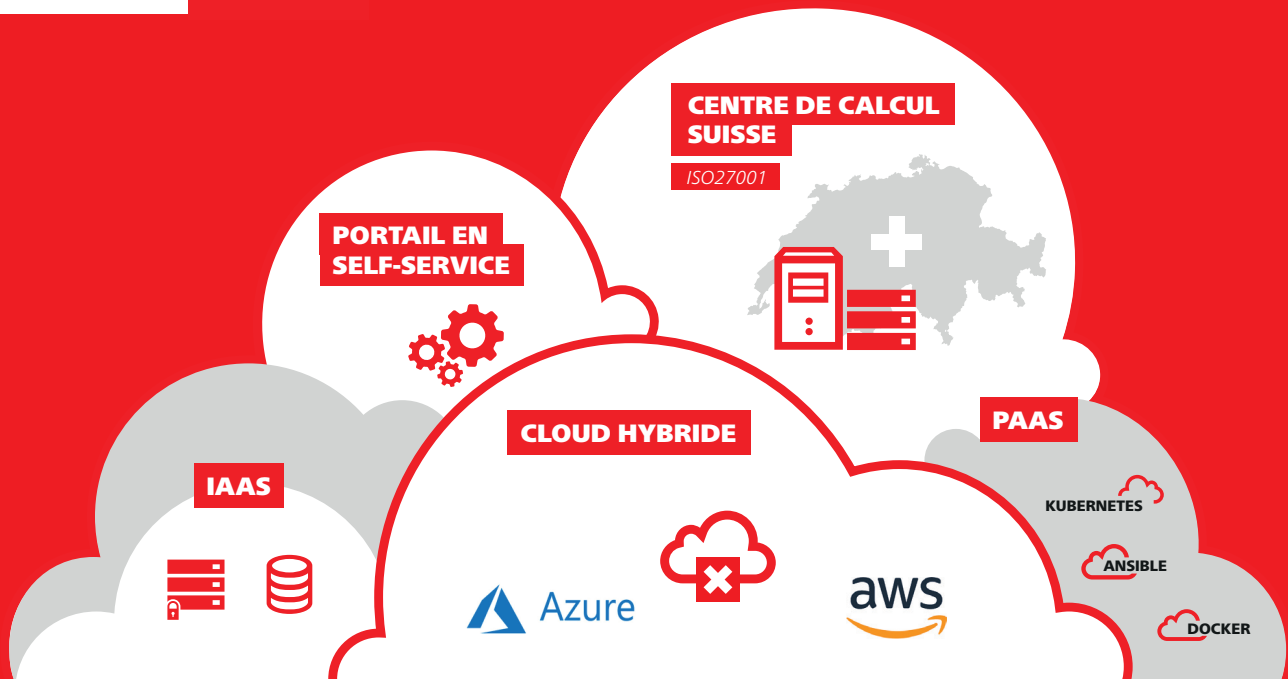 CENTRE DE CALCUL
SUISSE
ISO27001
PORTAIL EN
SELF-SERVICE
CLOUD HYBRIDE
PAAS
IAAS
KUBERNETES
ANSIBLE
DOCKER
Azure
aws